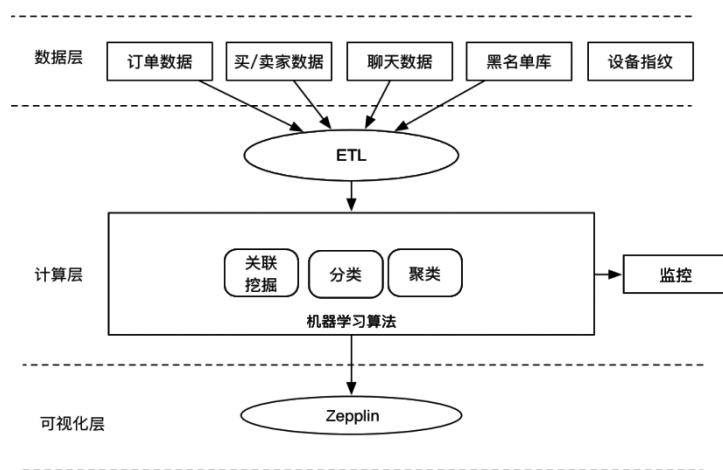 数据层
订单数据
买/卖家数据
聊天数据
黑名单库
设备指纹
ETL
计算层
关联
挖掘
分类
聚类
机器学习算法
监控
可视化层
Zepplin